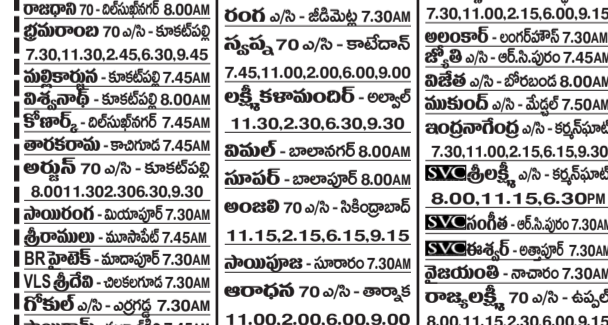 రాజధాని 70 - దిల్‌సుఖ్‌నగర్ 8.00AM
భ్రమరాంబ 70 ఎ/సి - కూకట్‌పల్లి
7.30,11.30,2.45,6.30,9.45
మల్లికార్జున - కూకట్‌పల్లి 7.45AM
విశ్వనాథ్ - కూకట్‌పల్లి 8.00AM
కోణార్క్ - దిల్‌సుఖ్‌నగర్ 7.45AM
తారకరామ - కాచిగూడ 7.45AM
అర్జున్ 70 ఎ/సి - కూకట్‌పల్లి
8.0011.302.306.30,9.30
సాయిరంగ - మియాపూర్ 7.30AM
శ్రీరాములు - మూసాపేట్ 7.45AM
BR హైటెక్ - మాదాపూర్ 7.30AM
VLS శ్రీదేవి - చిలకలగూడ 7.30AM
గోకుల్ ఎ/సి - ఎర్రగడ్డ 7.30AM
రంగ ఎ/సి - జీడిమెట్ల 7.30AM
స్వప్న 70 ఎ/సి - కాటేదాన్
7.45,11.00,2.00,6.00,9.00
లక్ష్మీ కళామందిర్ - అల్వాల్
11.30,2.30,6.30,9.30
విమల్ - బాలానగర్ 8.00AM
సూపర్ - బాలాపూర్ 8.00AM
అంజలి 70 ఎ/సి - సికింద్రాబాద్
11.15,2.15,6.15,9.15
సాయిపూజ - సూరారం 7.30AM
ఆరాధన 70 ఎ/సి - తార్నాక
11.00,2.00,6.00,9.00
7.30,11.00,2.15,6.00,9.15
అలంకార్ - లంగర్‌హౌస్ 7.30AM
జ్యోతి ఎ/సి - ఆర్.సి.పురం 7.45AM
విజేత ఎ/సి - బోరబండ 8.00AM
ముకుంద్ ఎ/సి - మేడ్చల్ 7.50AM
ఇంద్రనాగేంద్ర ఎ/సి - కర్మన్‌ఘాట్
7.30,11.00,2.15,6.15,9.30
SVC శ్రీలక్ష్మీ ఎ/సి - కర్మన్‌ఘాట్
8.00,11.15,6.30PM
SVC సంగీత - ఆర్.సి.పురం 7.30AM
SVC ఈశ్వర్ - అత్తాపూర్ 7.30AM
వైజయంతి - నాచారం 7.30AM
రాజ్యలక్ష్మీ 70 ఎ/సి - ఉప్పల్
8.00,11.15,2.30,6.00,9.15